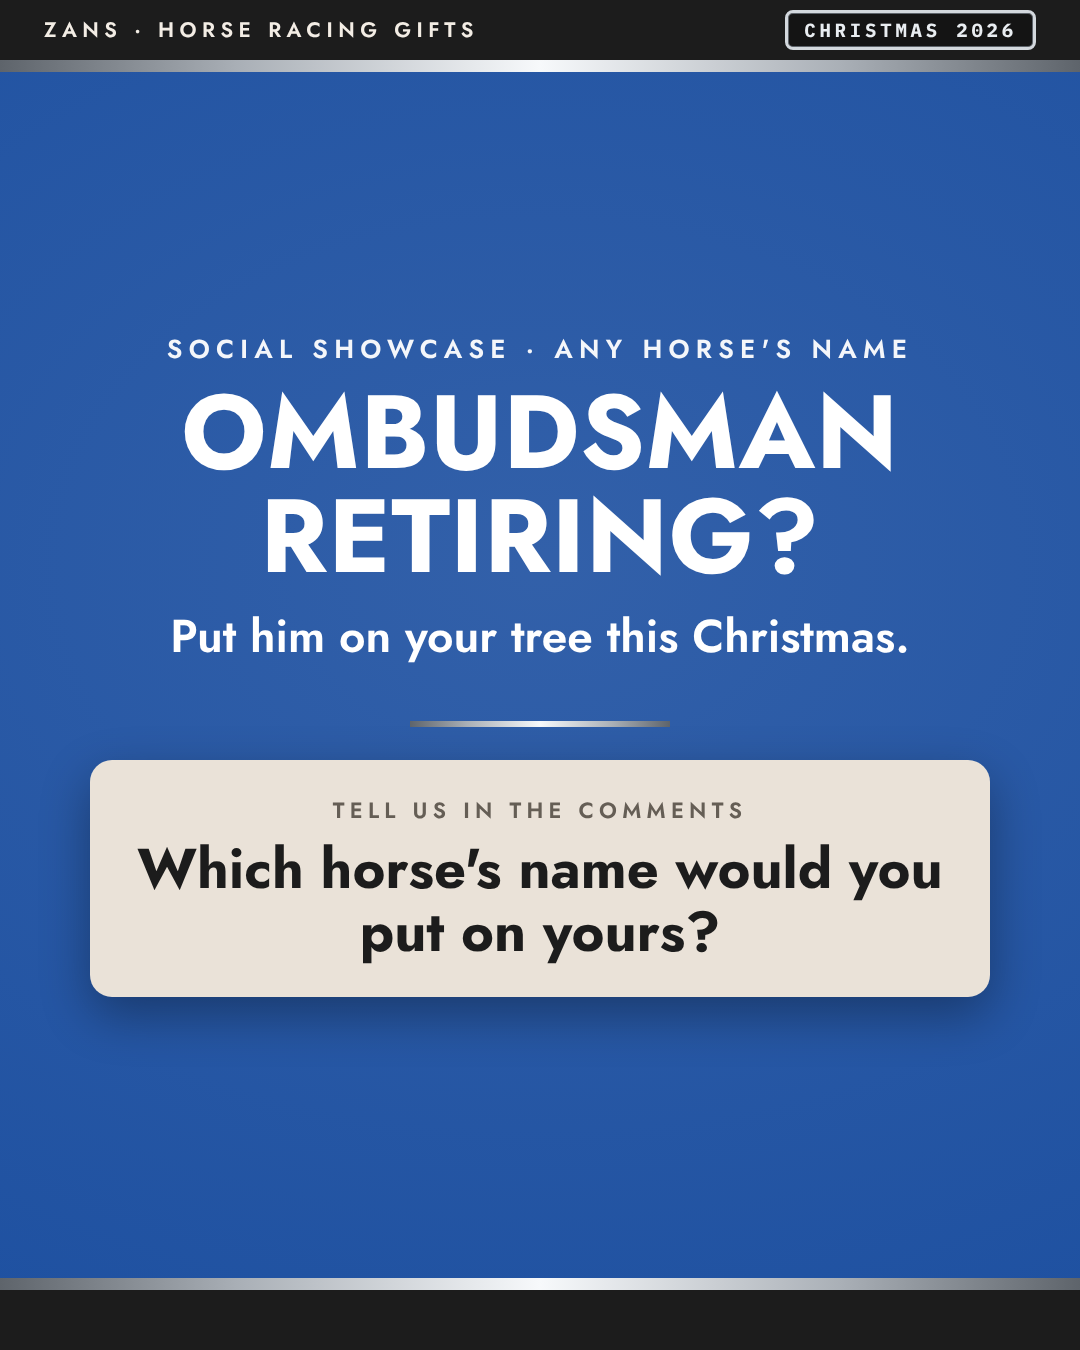 ZANS · HORSE RACING GIFTS
CHRISTMAS 2026
SOCIAL SHOWCASE · ANY HORSE'S NAME
OMBUDSMAN
RETIRING?
Put him on your tree this Christmas.
TELL US IN THE COMMENTS
Which horse's name would you
put on yours?